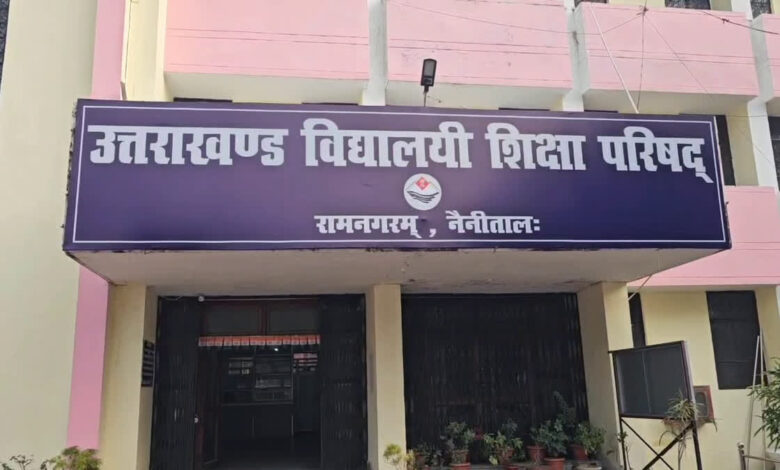 उत्तराखण्ड विद्यालयी शिक्षा परिषद्
रामनगरम् , नैनीतालः